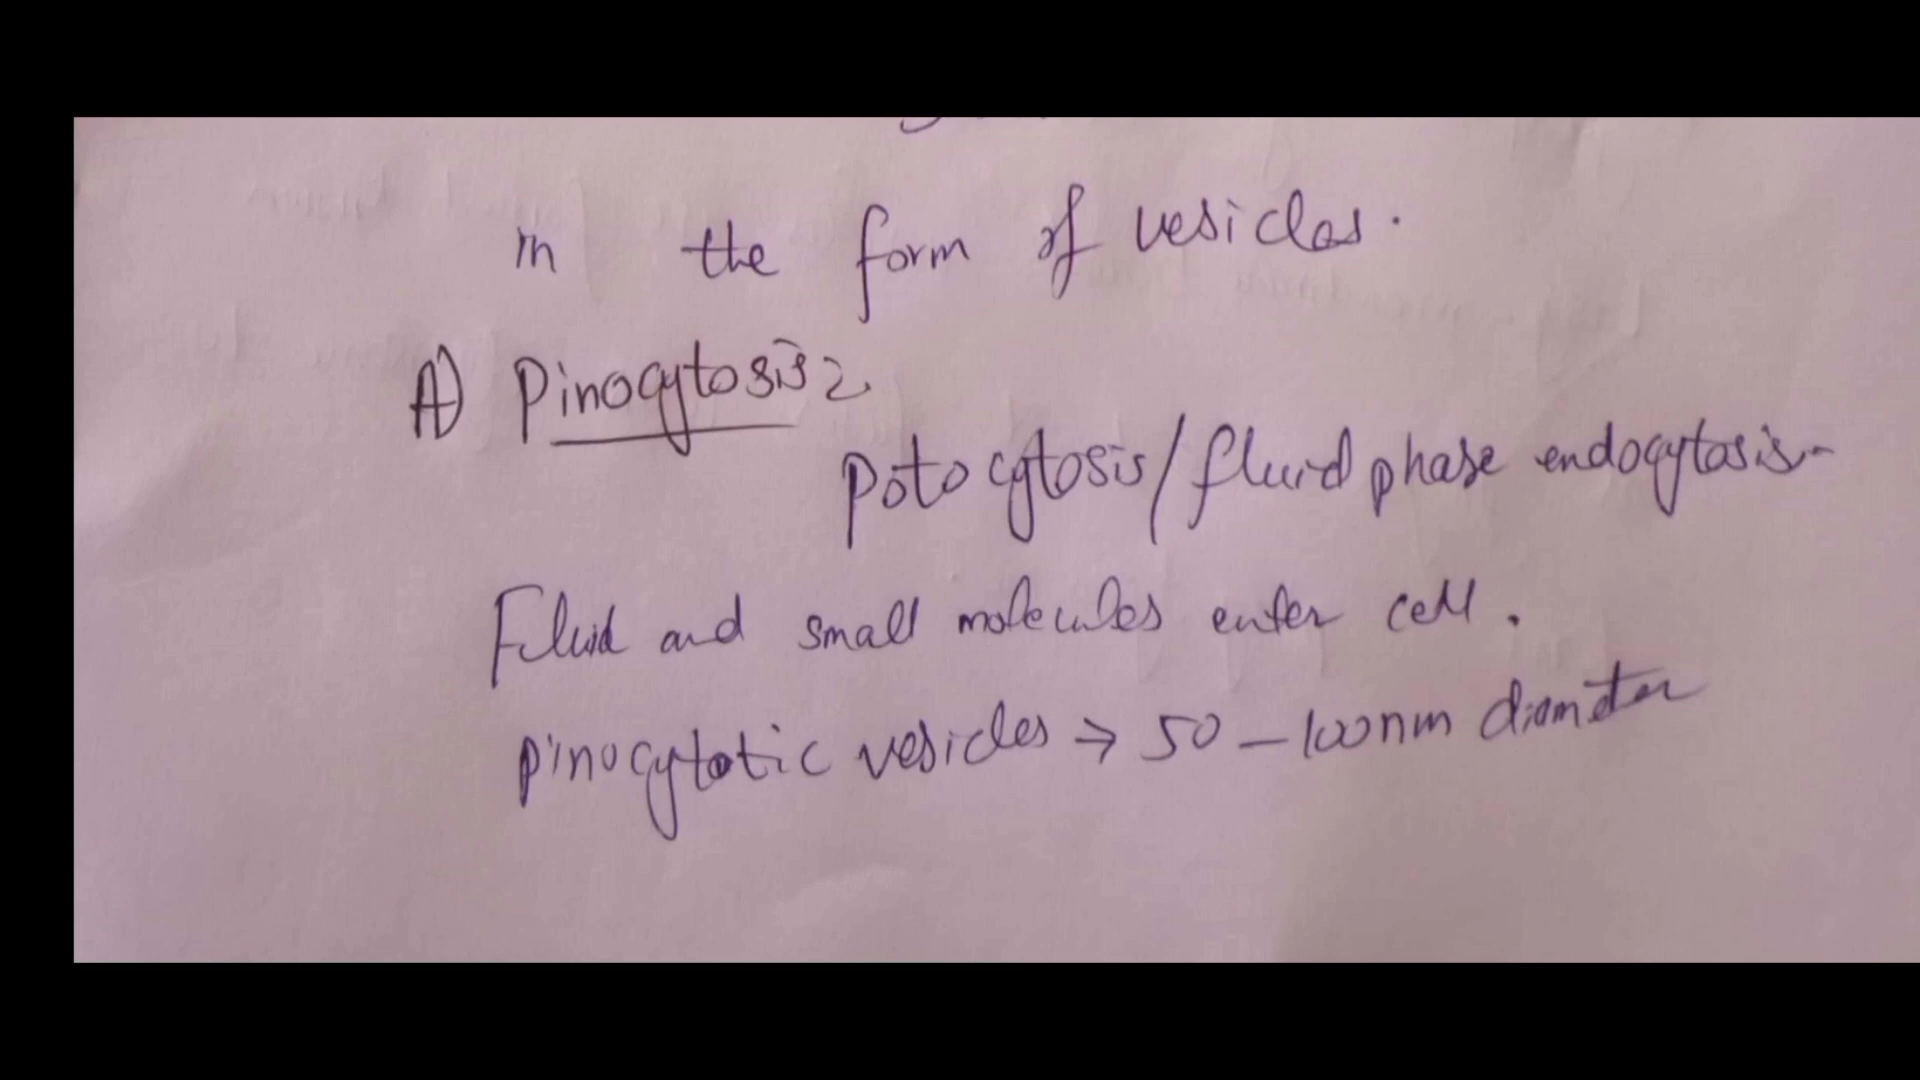 in the form of vesicles.
A) Pinocytosis :
Potocytosis/fluid phase endocytosis -
Fluid and small molecules enter cell.
pinocytotic vesicles → 50 - 100nm diameter